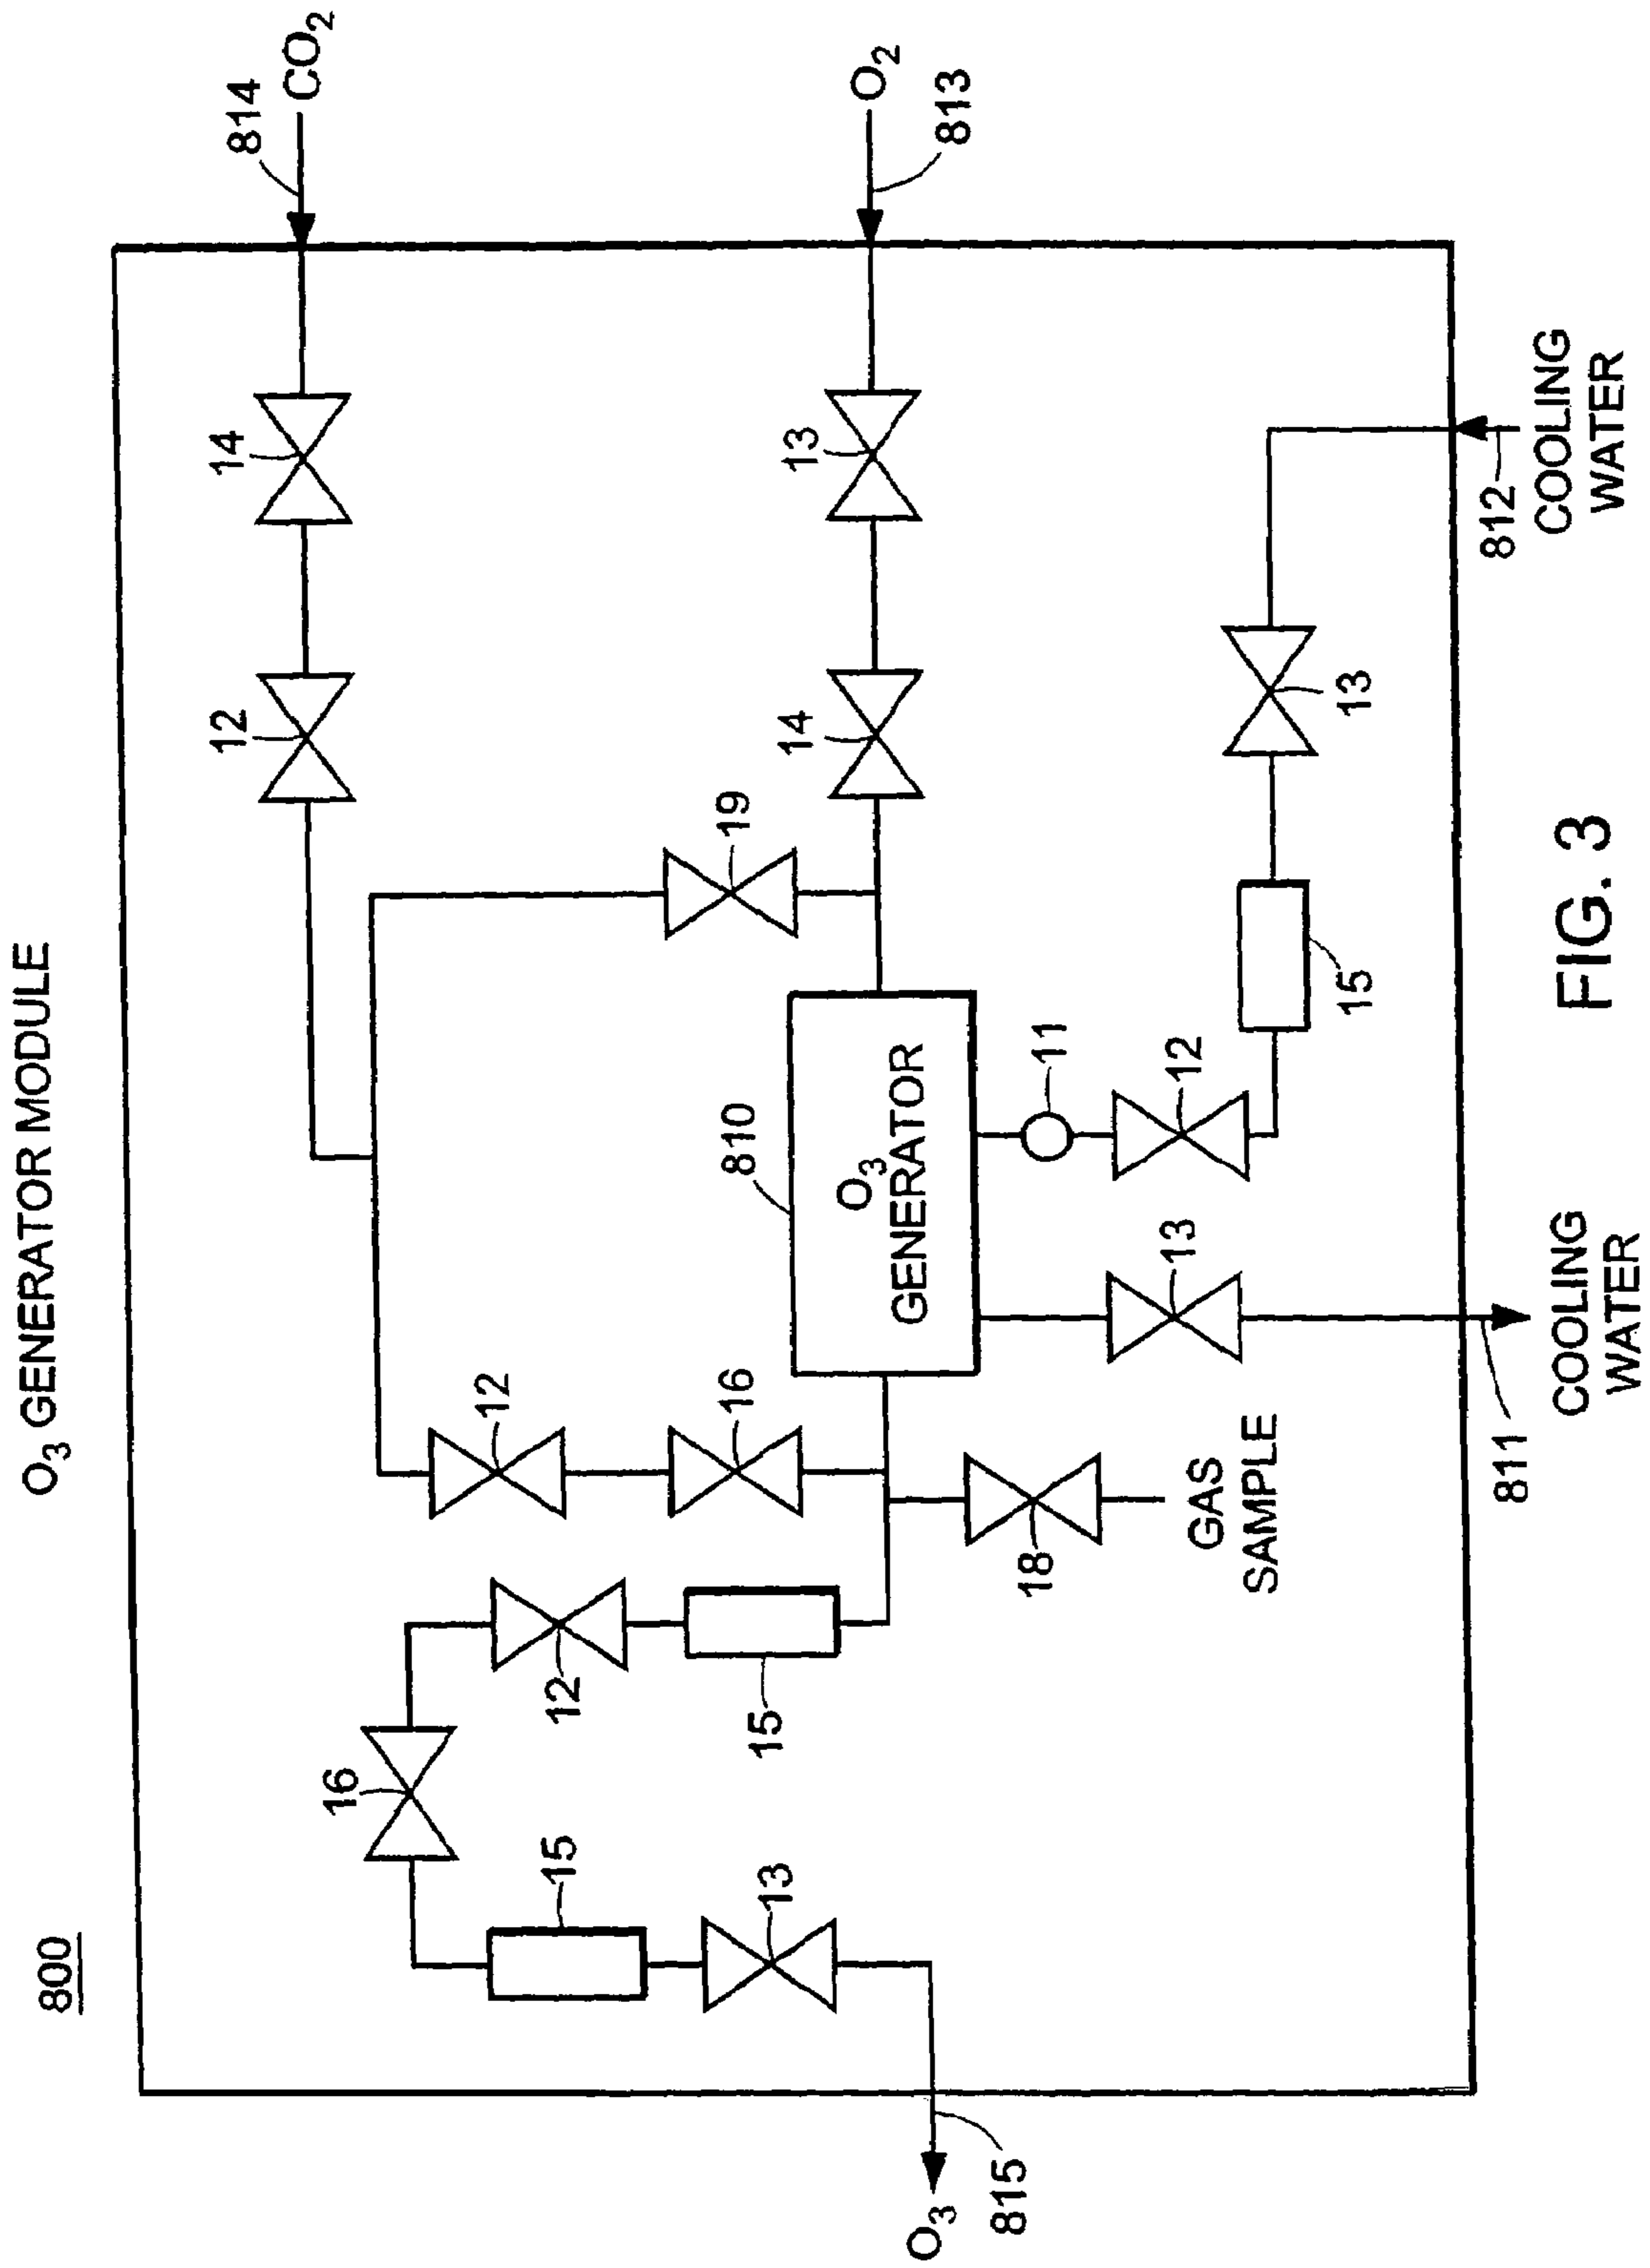 O₃ GENERATOR MODULE
800
12
14
814
CO₂
16
12
15
12
16
810
19
13
15
14
13
O₃
GENERATOR
O₂
O₃
813
815
18
11
13
12
GAS
SAMPLE
15
13
811
812
COOLING
WATER
COOLING
WATER
FIG. 3